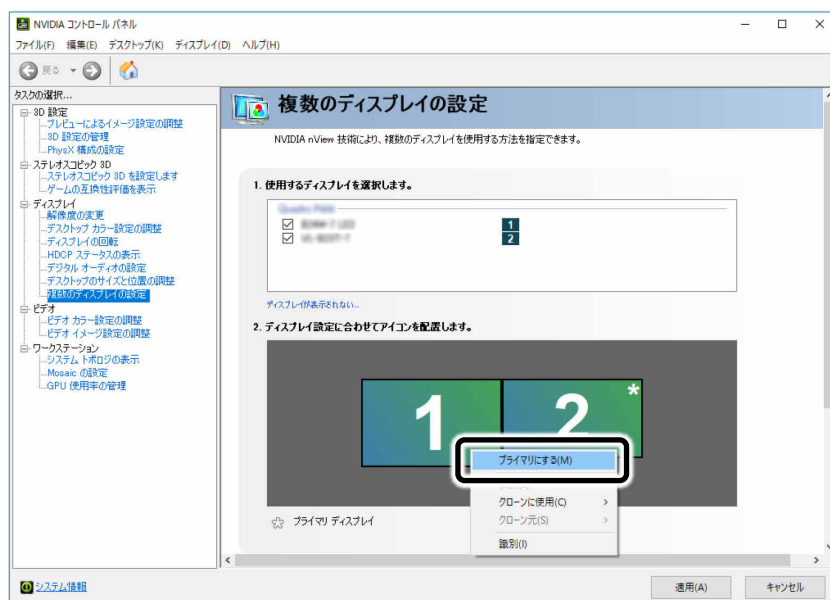 NVIDIA コントロール パネル
ファイル(F) 編集(E) デスクトップ(K) ディスプレイ(D) ヘルプ(H)
戻る
タスクの選択...
3D 設定
プレビューによるイメージ設定の調整
3D 設定の管理
PhysX 構成の設定
ステレオスコピック 3D
ステレオスコピック 3D を設定します
ゲームの互換性評価を表示
ディスプレイ
解像度の変更
デスクトップ カラー設定の調整
ディスプレイの回転
HDCP ステータスの表示
デジタル オーディオの設定
デスクトップのサイズと位置の調整
複数のディスプレイの設定
ビデオ
ビデオ カラー設定の調整
ビデオ イメージ設定の調整
ワークステーション
システム トポロジの表示
Mosaic の設定
GPU 使用率の管理
複数のディスプレイの設定
NVIDIA nView 技術により、複数のディスプレイを使用する方法を指定できます。
1. 使用するディスプレイを選択します。
1
2
ディスプレイが表示されない...
2. ディスプレイ設定に合わせてアイコンを配置します。
1
2 *
プライマリにする(M)
クローンに使用(C)
クローン元(S)
識別(I)
プライマリ ディスプレイ
システム情報
適用(A) キャンセル